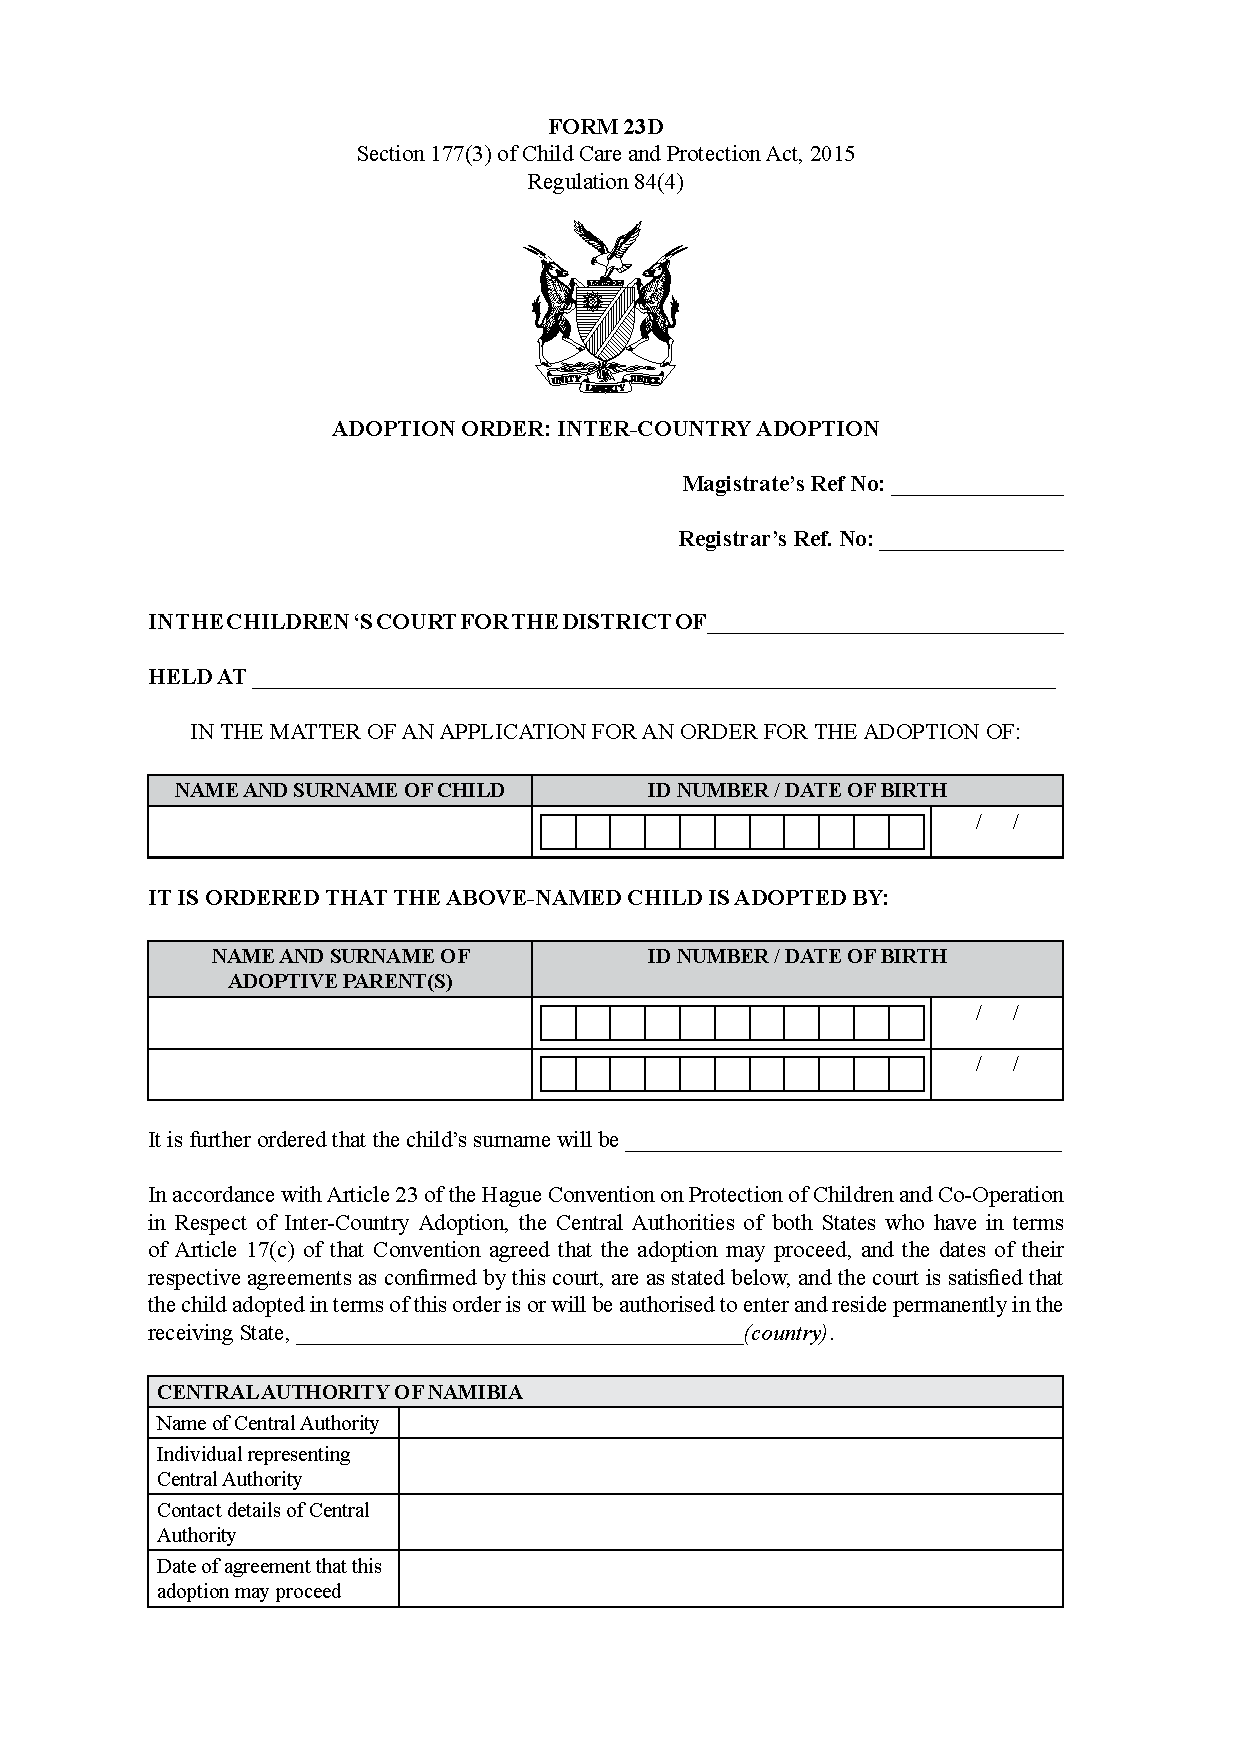 FORM 23D
Section 177(3) of Child Care and Protection Act, 2015
Regulation 84(4)
UNITY LIBERTY JUSTICE
ADOPTION ORDER: INTER-COUNTRY ADOPTION
Magistrate’s Ref No: _______________
Registrar’s Ref. No: ________________
IN THE CHILDREN ‘S COURT FOR THE DISTRICT OF_______________________________
HELD AT ______________________________________________________________________
IN THE MATTER OF AN APPLICATION FOR AN ORDER FOR THE ADOPTION OF:
NAME AND SURNAME OF CHILD ID NUMBER / DATE OF BIRTH
/ /
IT IS ORDERED THAT THE ABOVE-NAMED CHILD IS ADOPTED BY:
NAME AND SURNAME OF ID NUMBER / DATE OF BIRTH
ADOPTIVE PARENT(S)
/ /
/ /
It is further ordered that the child’s surname will be ______________________________________
In accordance with Article 23 of the Hague Convention on Protection of Children and Co-Operation
in Respect of Inter-Country Adoption, the Central Authorities of both States who have in terms
of Article 17(c) of that Convention agreed that the adoption may proceed, and the dates of their
respective agreements as confirmed by this court, are as stated below, and the court is satisfied that
the child adopted in terms of this order is or will be authorised to enter and reside permanently in the
receiving State, _______________________________________(country).
CENTRAL AUTHORITY OF NAMIBIA
Name of Central Authority
Individual representing
Central Authority
Contact details of Central
Authority
Date of agreement that this
adoption may proceed